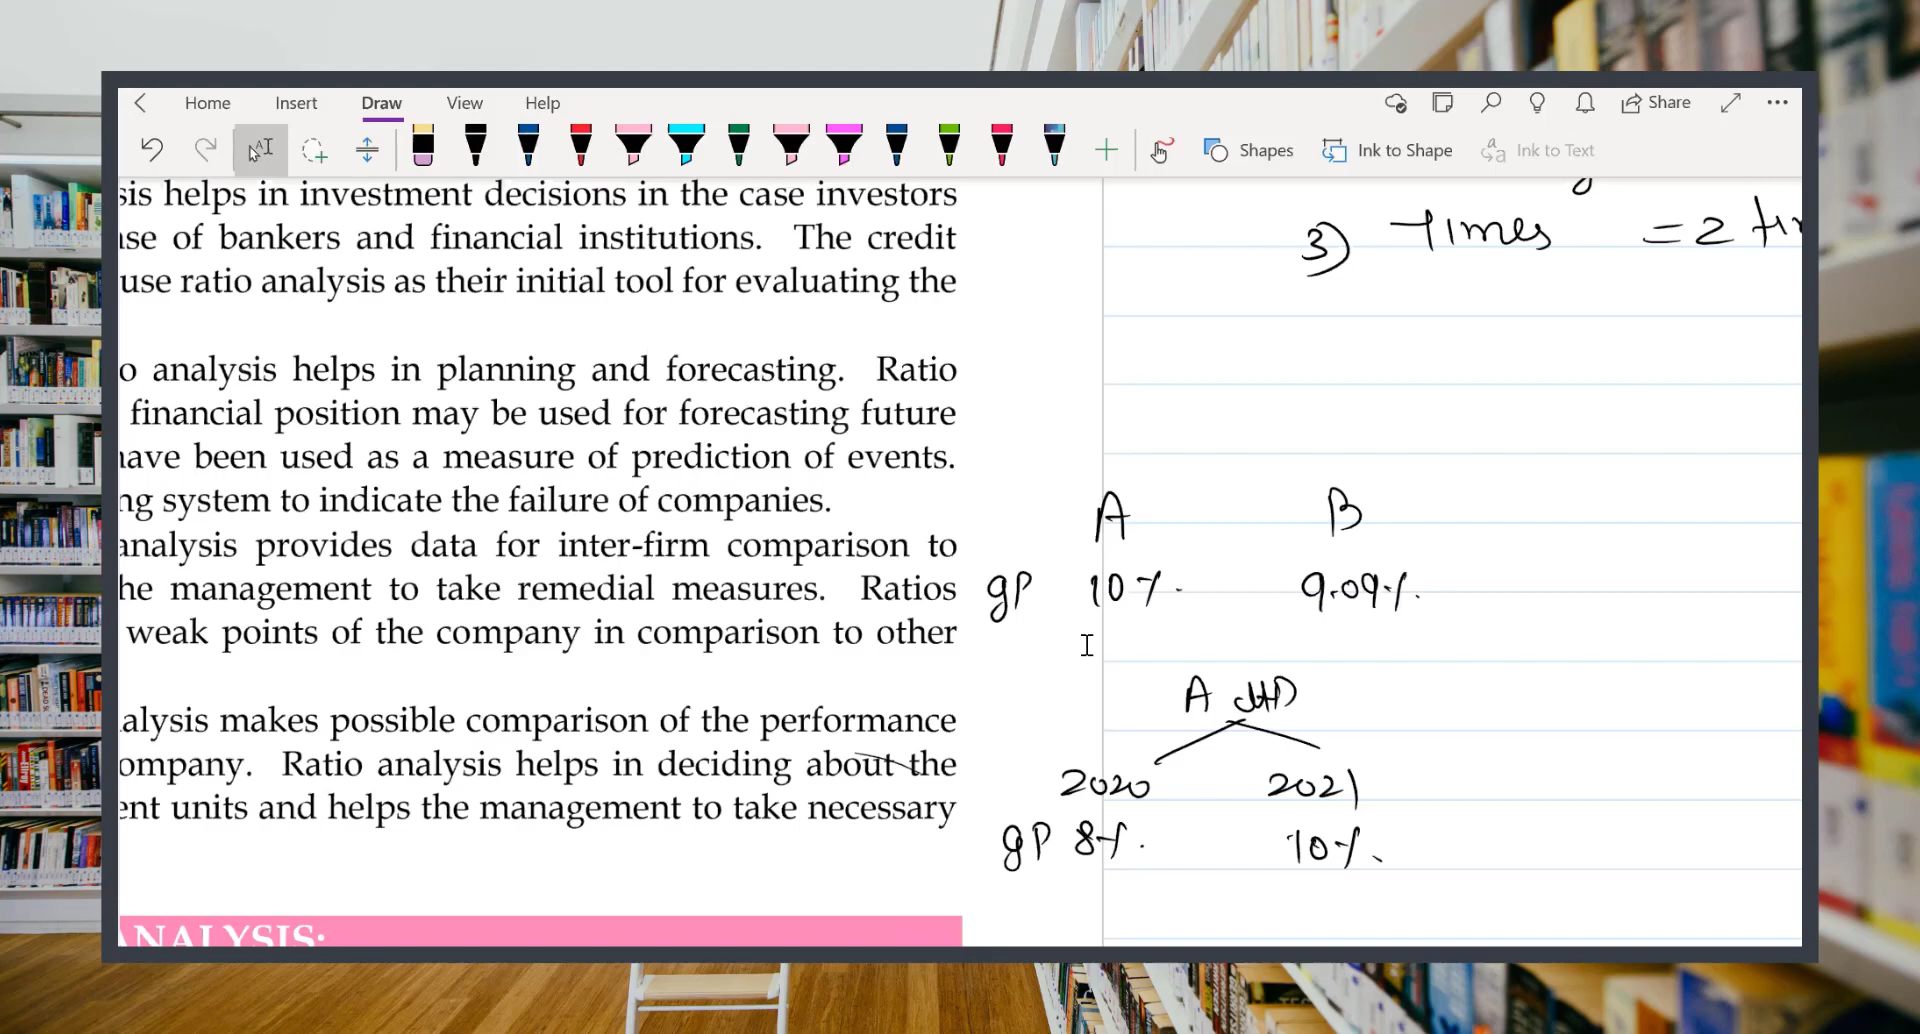 Home Insert Draw View Help Share
Shapes Ink to Shape Ink to Text
sis helps in investment decisions in the case investors
ase of bankers and financial institutions. The credit
use ratio analysis as their initial tool for evaluating the
o analysis helps in planning and forecasting. Ratio
financial position may be used for forecasting future
have been used as a measure of prediction of events.
ng system to indicate the failure of companies.
analysis provides data for inter-firm comparison to
he management to take remedial measures. Ratios
weak points of the company in comparison to other
alysis makes possible comparison of the performance
ompany. Ratio analysis helps in deciding about the
ent units and helps the management to take necessary
ANALYSIS:
3) Times = 2 tim
A B
gp 10%. 9.09%.
A Ltd
2020 2021
gp 8%. 10%.